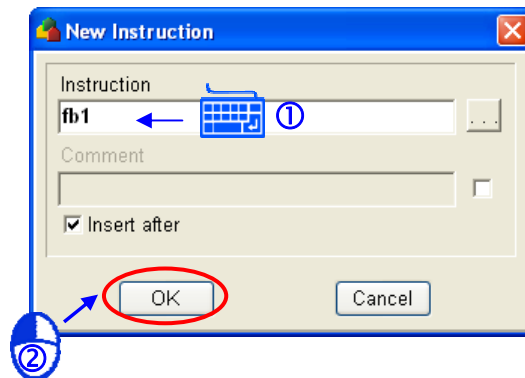 New Instruction
Instruction
fb1
①
...
Comment
Insert after
OK
Cancel
②